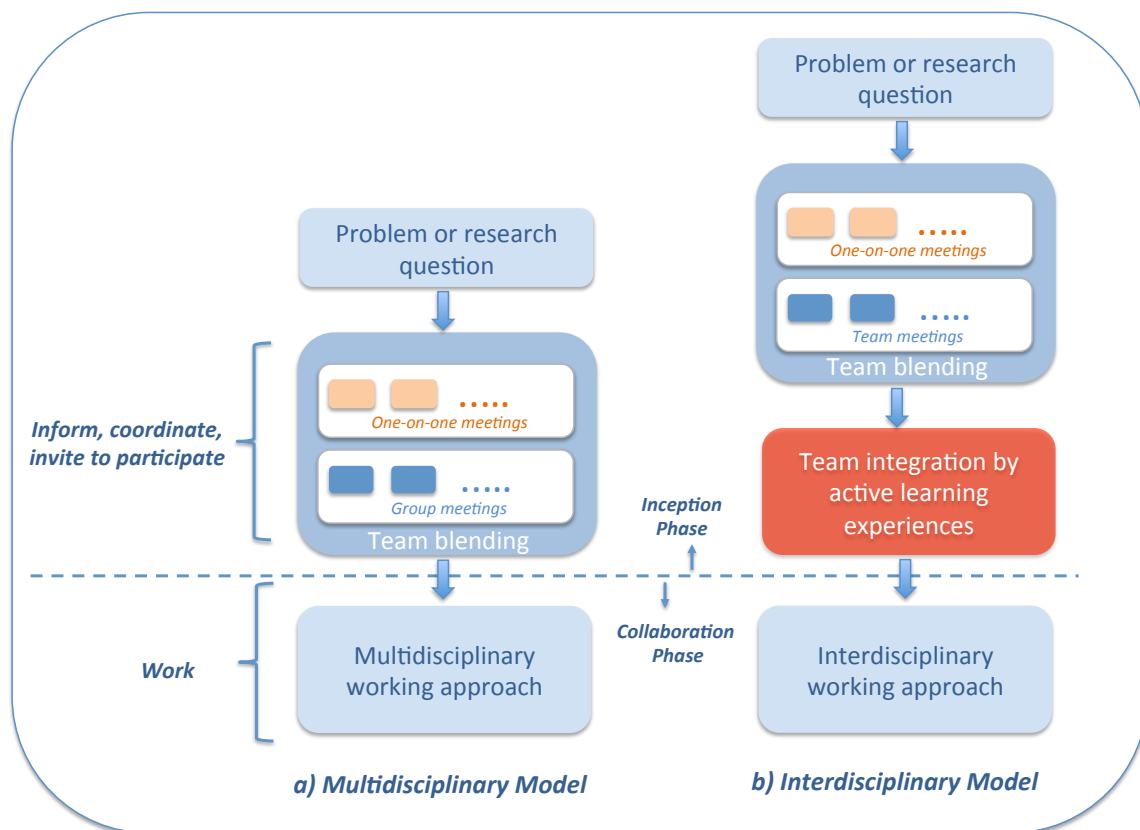 Problem or research
question
One-on-one meetings
Team meetings
Team blending
Team integration by
active learning
experiences
Interdisciplinary
working approach
b) Interdisciplinary Model
Problem or research
question
One-on-one meetings
Group meetings
Team blending
Multidisciplinary
working approach
a) Multidisciplinary Model
Inform, coordinate,
invite to participate
Work
Inception
Phase
Collaboration
Phase